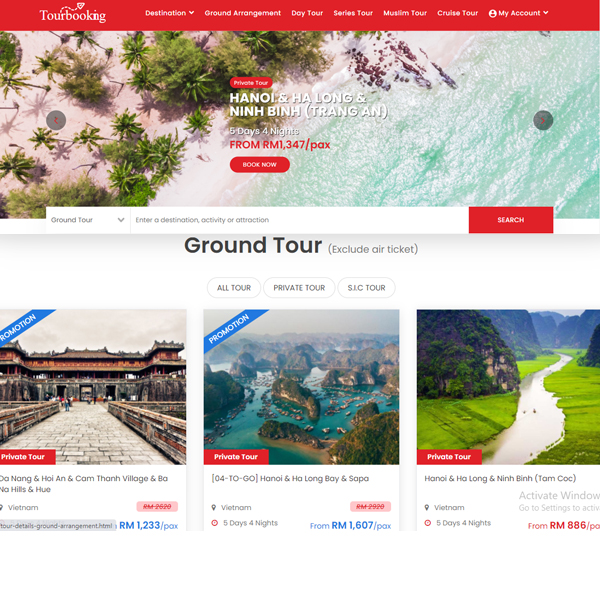 Tourbooking
Destination Ground Arrangement Day Tour Series Tour Muslim Tour Cruise Tour My Account
Private Tour
HANOI & HA LONG &
NINH BINH (TRANG AN)
5 Days 4 Nights
FROM RM1,347/pax
BOOK NOW
Ground Tour Enter a destination, activity or attraction SEARCH
Ground Tour (Exclude air ticket)
ALL TOUR PRIVATE TOUR S.I.C TOUR
PROMOTION
PROMOTION
Private Tour
Private Tour
Private Tour
Da Nang & Hoi An & Cam Thanh Village & Ba
Na Hills & Hue
Vietnam
/tour-details-ground-arrangement.html
RM 1,233/pax
[04-TO-GO] Hanoi & Ha Long Bay & Sapa
Vietnam
5 Days 4 Nights
From RM 1,607/pax
Hanoi & Ha Long & Ninh Binh (Tam Coc)
Vietnam
5 Days 4 Nights
From RM 886/pax
Activate Window
Go to Settings to activ